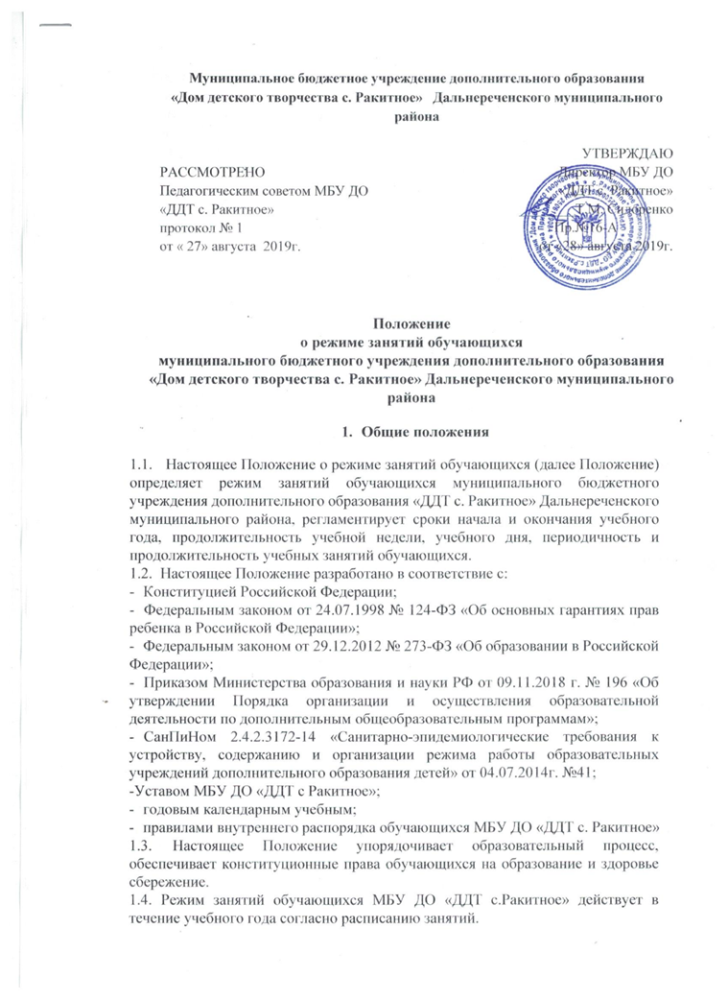 Муниципальное бюджетное учреждение дополнительного образования
«Дом детского творчества с. Ракитное» Дальнереченского муниципального
района
УТВЕРЖДАЮ
РАССМОТРЕНО
Директор МБУ ДО
Педагогическим советом МБУ ДО
«ДДТ с. Ракитное»
«ДДТ с. Ракитное»
Т.М. Сидоренко
протокол № 1
Пр.№16-А
от « 27» августа 2019г.
от « 28» августа 2019г.
Положение
о режиме занятий обучающихся
муниципального бюджетного учреждения дополнительного образования
«Дом детского творчества с. Ракитное» Дальнереченского муниципального
района
1. Общие положения
1.1. Настоящее Положение о режиме занятий обучающихся (далее Положение)
определяет режим занятий обучающихся муниципального бюджетного
учреждения дополнительного образования «ДДТ с. Ракитное» Дальнереченского
муниципального района, регламентирует сроки начала и окончания учебного
года, продолжительность учебной недели, учебного дня, периодичность и
продолжительность учебных занятий обучающихся.
1.2. Настоящее Положение разработано в соответствие с:
- Конституцией Российской Федерации;
- Федеральным законом от 24.07.1998 № 124-ФЗ «Об основных гарантиях прав
ребенка в Российской Федерации»;
- Федеральным законом от 29.12.2012 № 273-ФЗ «Об образовании в Российской
Федерации»;
- Приказом Министерства образования и науки РФ от 09.11.2018 г. № 196 «Об
утверждении Порядка организации и осуществления образовательной
деятельности по дополнительным общеобразовательным программам»;
- СанПиНом 2.4.2.3172-14 «Санитарно-эпидемиологические требования к
устройству, содержанию и организации режима работы образовательных
учреждений дополнительного образования детей» от 04.07.2014г. №41;
-Уставом МБУ ДО «ДДТ с Ракитное»;
- годовым календарным учебным;
- правилами внутреннего распорядка обучающихся МБУ ДО «ДДТ с. Ракитное»
1.3. Настоящее Положение упорядочивает образовательный процесс,
обеспечивает конституционные права обучающихся на образование и здоровье
сбережение.
1.4. Режим занятий обучающихся МБУ ДО «ДДТ с.Ракитное» действует в
течение учебного года согласно расписанию занятий.